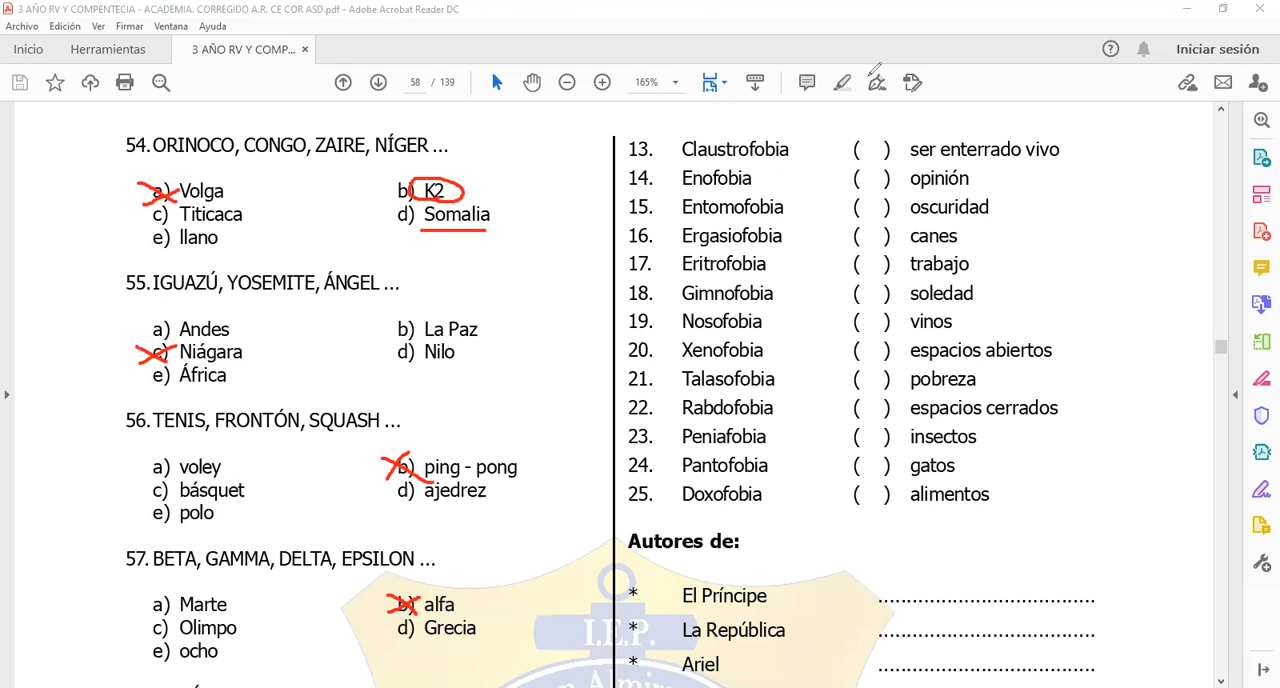 3 AÑO RV Y COMPENTECIA - ACADEMIA. CORREGIDO A.R. CE COR ASD.pdf - Adobe Acrobat Reader DC
Archivo Edición Ver Firmar Ventana Ayuda
Inicio Herramientas 3 AÑO RV Y COMP... × Iniciar sesión
58 / 139 165%
54. ORINOCO, CONGO, ZAIRE, NÍGER ...
a) Volga b) K2
c) Titicaca d) Somalia
e) llano
55. IGUAZÚ, YOSEMITE, ÁNGEL ...
a) Andes b) La Paz
c) Niágara d) Nilo
e) África
56. TENIS, FRONTÓN, SQUASH ...
a) voley b) ping - pong
c) básquet d) ajedrez
e) polo
57. BETA, GAMMA, DELTA, EPSILON ...
a) Marte b) alfa
c) Olimpo d) Grecia
e) ocho
13. Claustrofobia ( ) ser enterrado vivo
14. Enofobia ( ) opinión
15. Entomofobia ( ) oscuridad
16. Ergasiofobia ( ) canes
17. Eritrofobia ( ) trabajo
18. Gimnofobia ( ) soledad
19. Nosofobia ( ) vinos
20. Xenofobia ( ) espacios abiertos
21. Talasofobia ( ) pobreza
22. Rabdofobia ( ) espacios cerrados
23. Peniafobia ( ) insectos
24. Pantofobia ( ) gatos
25. Doxofobia ( ) alimentos
Autores de:
* El Príncipe ......................................
* La República ......................................
* Ariel ......................................
I.E.P.